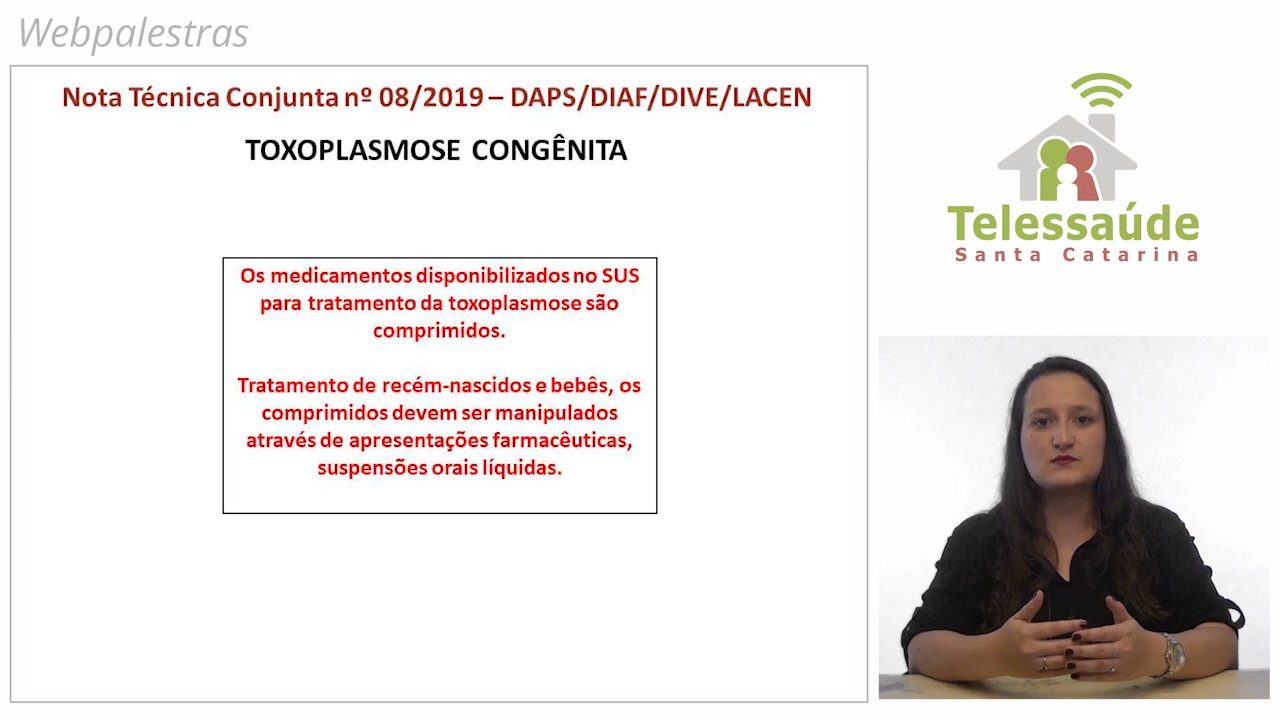 Webpalestras
Nota Técnica Conjunta nº 08/2019 – DAPS/DIAF/DIVE/LACEN
TOXOPLASMOSE CONGÊNITA
Os medicamentos disponibilizados no SUS
para tratamento da toxoplasmose são
comprimidos.
Tratamento de recém-nascidos e bebês, os
comprimidos devem ser manipulados
através de apresentações farmacêuticas,
suspensões orais líquidas.
Telessaúde
Santa Catarina